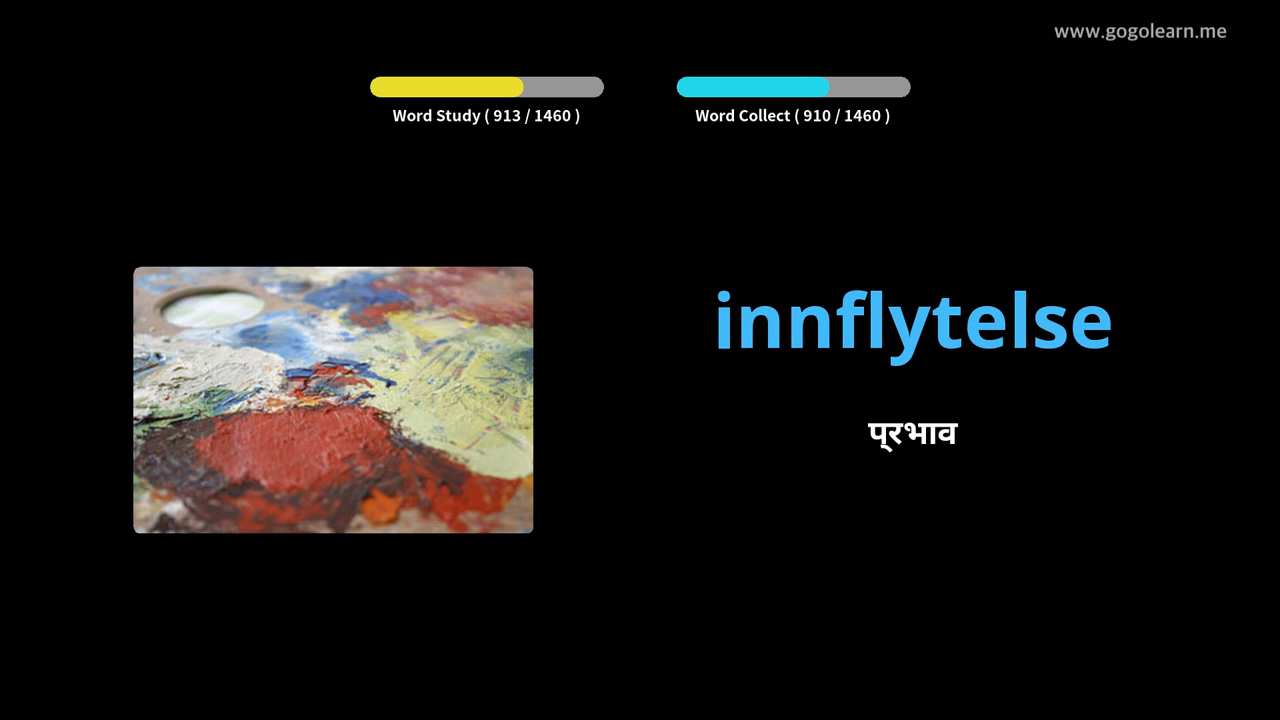 www.gogolearn.me
Word Study ( 913 / 1460 )
Word Collect ( 910 / 1460 )
innflytelse
प्रभाव